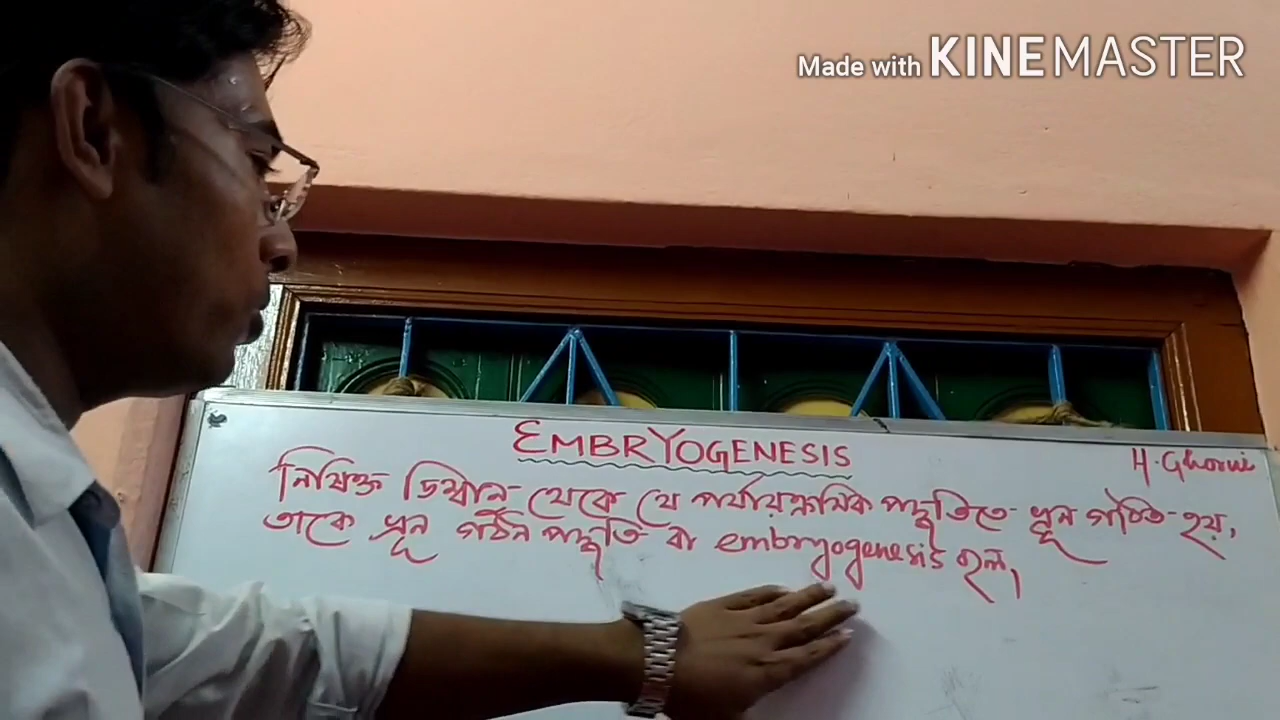 Made with KINEMASTER
EMBRYOGENESIS
H. Ghorui
নিষিক্ত ডিম্বানু থেকে যে পর্যায়ক্রমিক পদ্ধতিতে ভ্রূন গঠিত হয়,
তাকে ভ্রূন গঠন পদ্ধতি বা embryogenesis বলে,